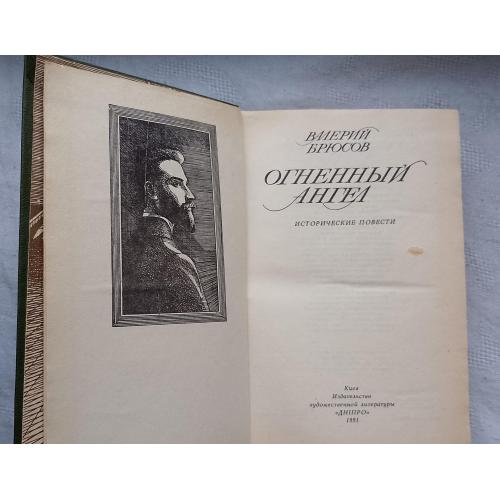 ВАЛЕРИЙ
БРЮСОВ
ОГНЕННЫЙ
АНГЕЛ
ИСТОРИЧЕСКИЕ ПОВЕСТИ
Киев
Издательство
художественной литературы
«ДНІПРО»
1991